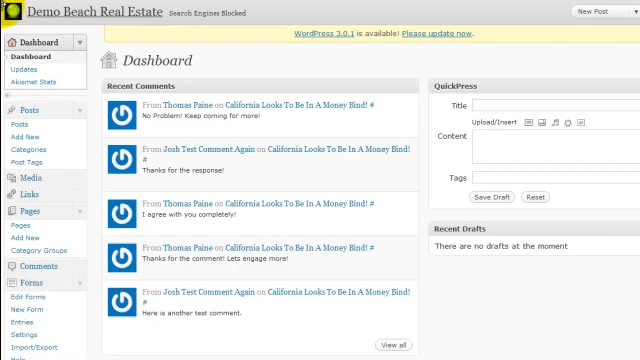 Demo Beach Real Estate Search Engines Blocked
New Post
WordPress 3.0.1 is available! Please update now.
Dashboard
Dashboard
Updates
Akismet Stats
Posts
Posts
Add New
Categories
Post Tags
Media
Links
Pages
Pages
Add New
Category Groups
Comments
Forms
Edit Forms
New Form
Entries
Settings
Import/Export
Help
Dashboard
Recent Comments
From Thomas Paine on California Looks To Be In A Money Bind! #
No Problem! Keep coming for more!
From Josh Test Comment Again on California Looks To Be In A Money Bind!
#
Thanks for the response!
From Thomas Paine on California Looks To Be In A Money Bind! #
I agree with you completely!
From Thomas Paine on California Looks To Be In A Money Bind! #
Thanks for the comment! Lets engage more!
From Josh Test Comment Again on California Looks To Be In A Money Bind!
#
Here is another test comment.
View all
QuickPress
Title
Upload/Insert
Content
Tags
Save Draft
Reset
Recent Drafts
There are no drafts at the moment